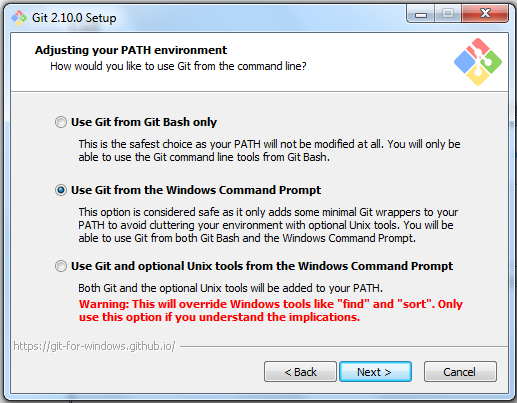 Git 2.10.0 Setup
Adjusting your PATH environment
How would you like to use Git from the command line?
Use Git from Git Bash only
This is the safest choice as your PATH will not be modified at all. You will only
be able to use the Git command line tools from Git Bash.
Use Git from the Windows Command Prompt
This option is considered safe as it only adds some minimal Git wrappers to your
PATH to avoid cluttering your environment with optional Unix tools. You will be
able to use Git from both Git Bash and the Windows Command Prompt.
Use Git and optional Unix tools from the Windows Command Prompt
Both Git and the optional Unix tools will be added to your PATH.
Warning: This will override Windows tools like "find" and "sort". Only
use this option if you understand the implications.
https://git-for-windows.github.io/
< Back Next > Cancel